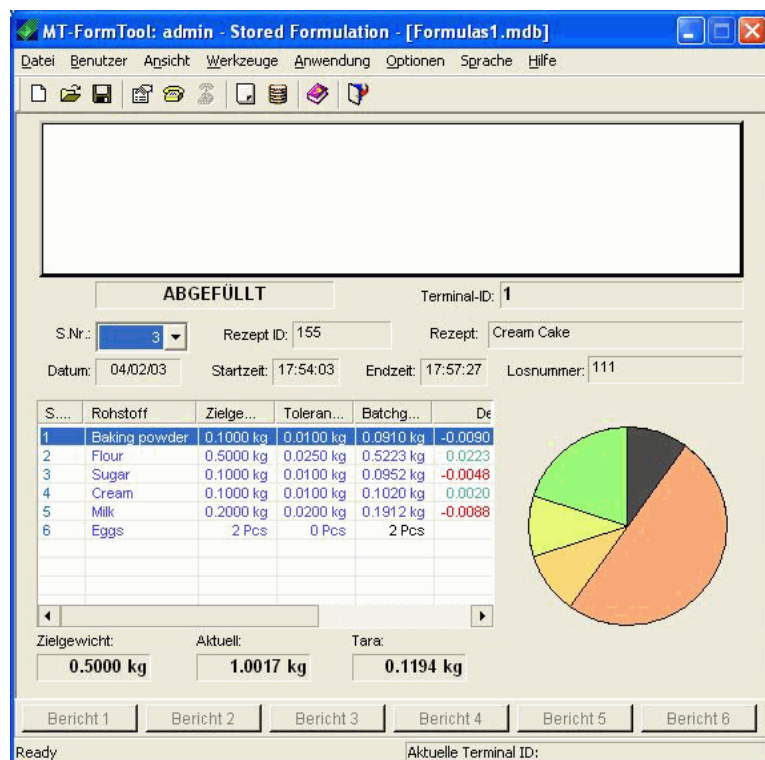 MT-FormTool: admin - Stored Formulation - [Formulas1.mdb]
Datei Benutzer Ansicht Werkzeuge Anwendung Optionen Sprache Hilfe
ABGEFÜLLT Terminal-ID: 1
S.Nr.: 3 Rezept ID: 155 Rezept: Cream Cake
Datum: 04/02/03 Startzeit: 17:54:03 Endzeit: 17:57:27 Losnummer: 111
S.... Rohstoff Zielge... Toleran... Batchg... De
1 Baking powder 0.1000 kg 0.0100 kg 0.0910 kg -0.0090
2 Flour 0.5000 kg 0.0250 kg 0.5223 kg 0.0223
3 Sugar 0.1000 kg 0.0100 kg 0.0952 kg -0.0048
4 Cream 0.1000 kg 0.0100 kg 0.1020 kg 0.0020
5 Milk 0.2000 kg 0.0200 kg 0.1912 kg -0.0088
6 Eggs 2 Pcs 0 Pcs 2 Pcs
Zielgewicht: Aktuell: Tara:
0.5000 kg 1.0017 kg 0.1194 kg
Bericht 1 Bericht 2 Bericht 3 Bericht 4 Bericht 5 Bericht 6
Ready Aktuelle Terminal ID: